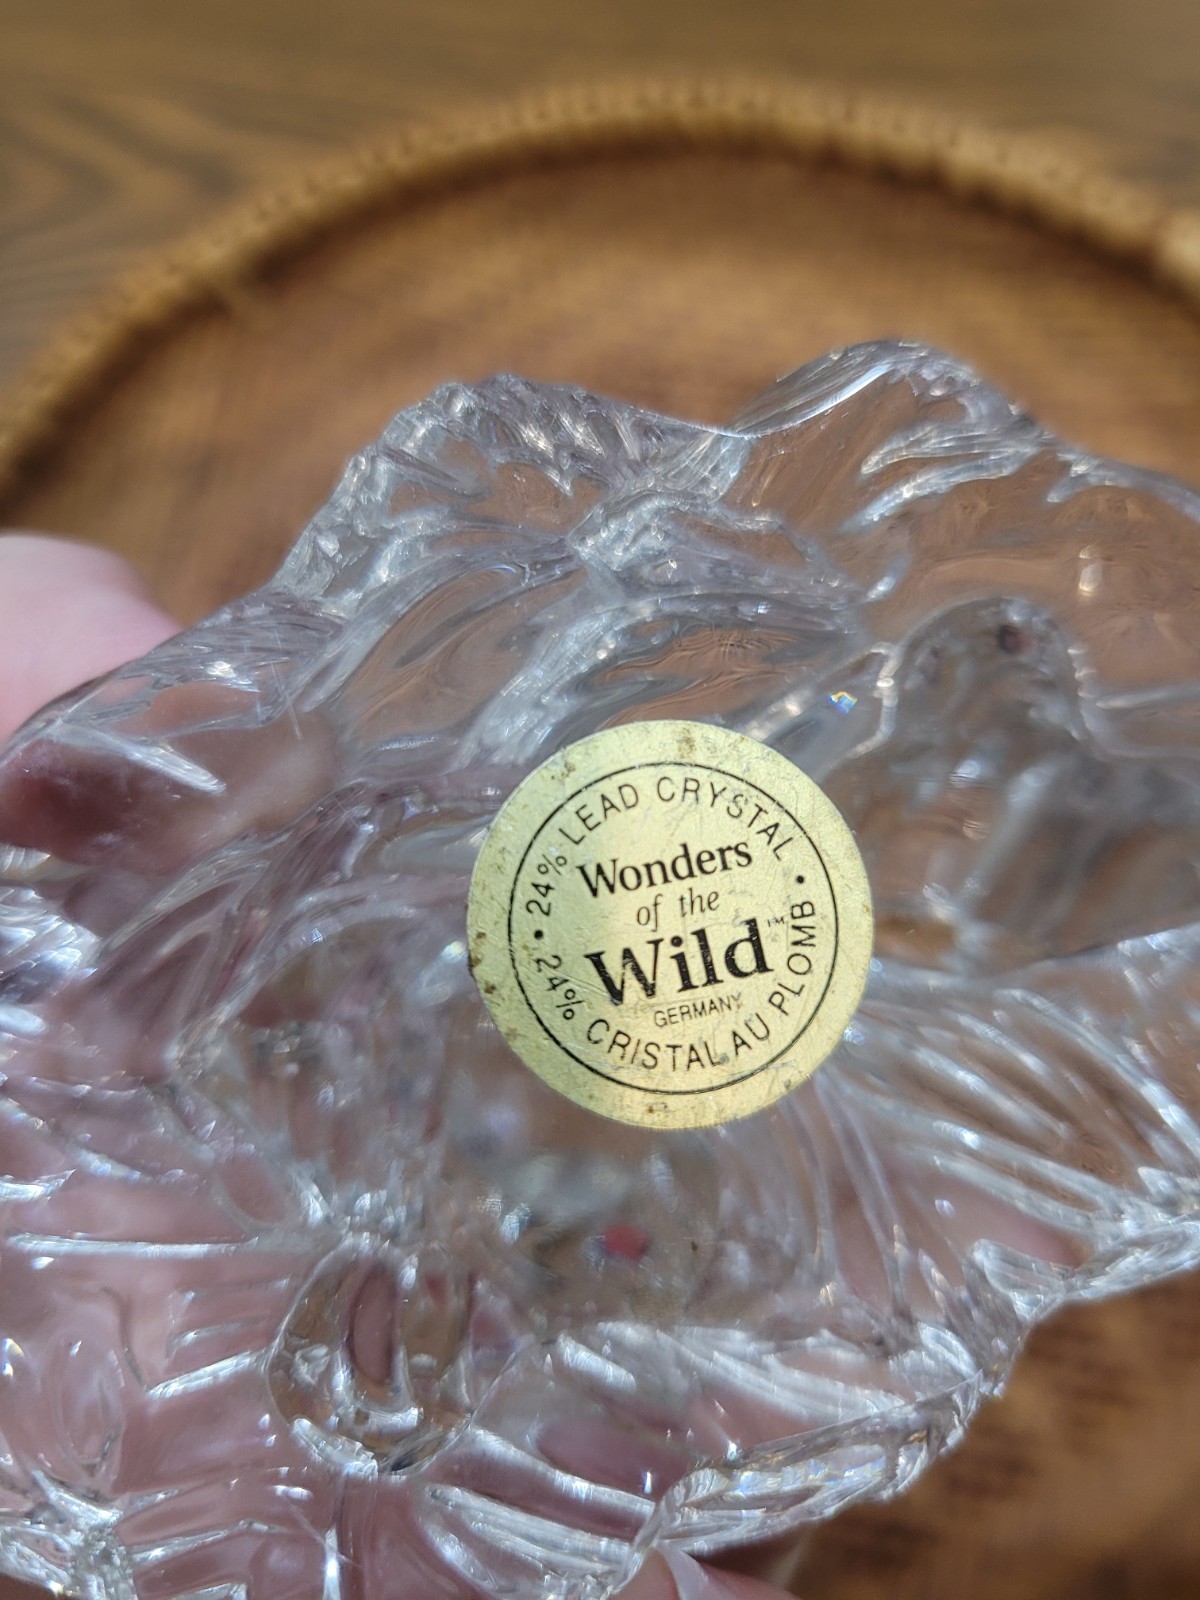 • 24% LEAD CRYSTAL •
Wonders
of the
Wild™
GERMANY
24% CRISTAL AU PLOMB